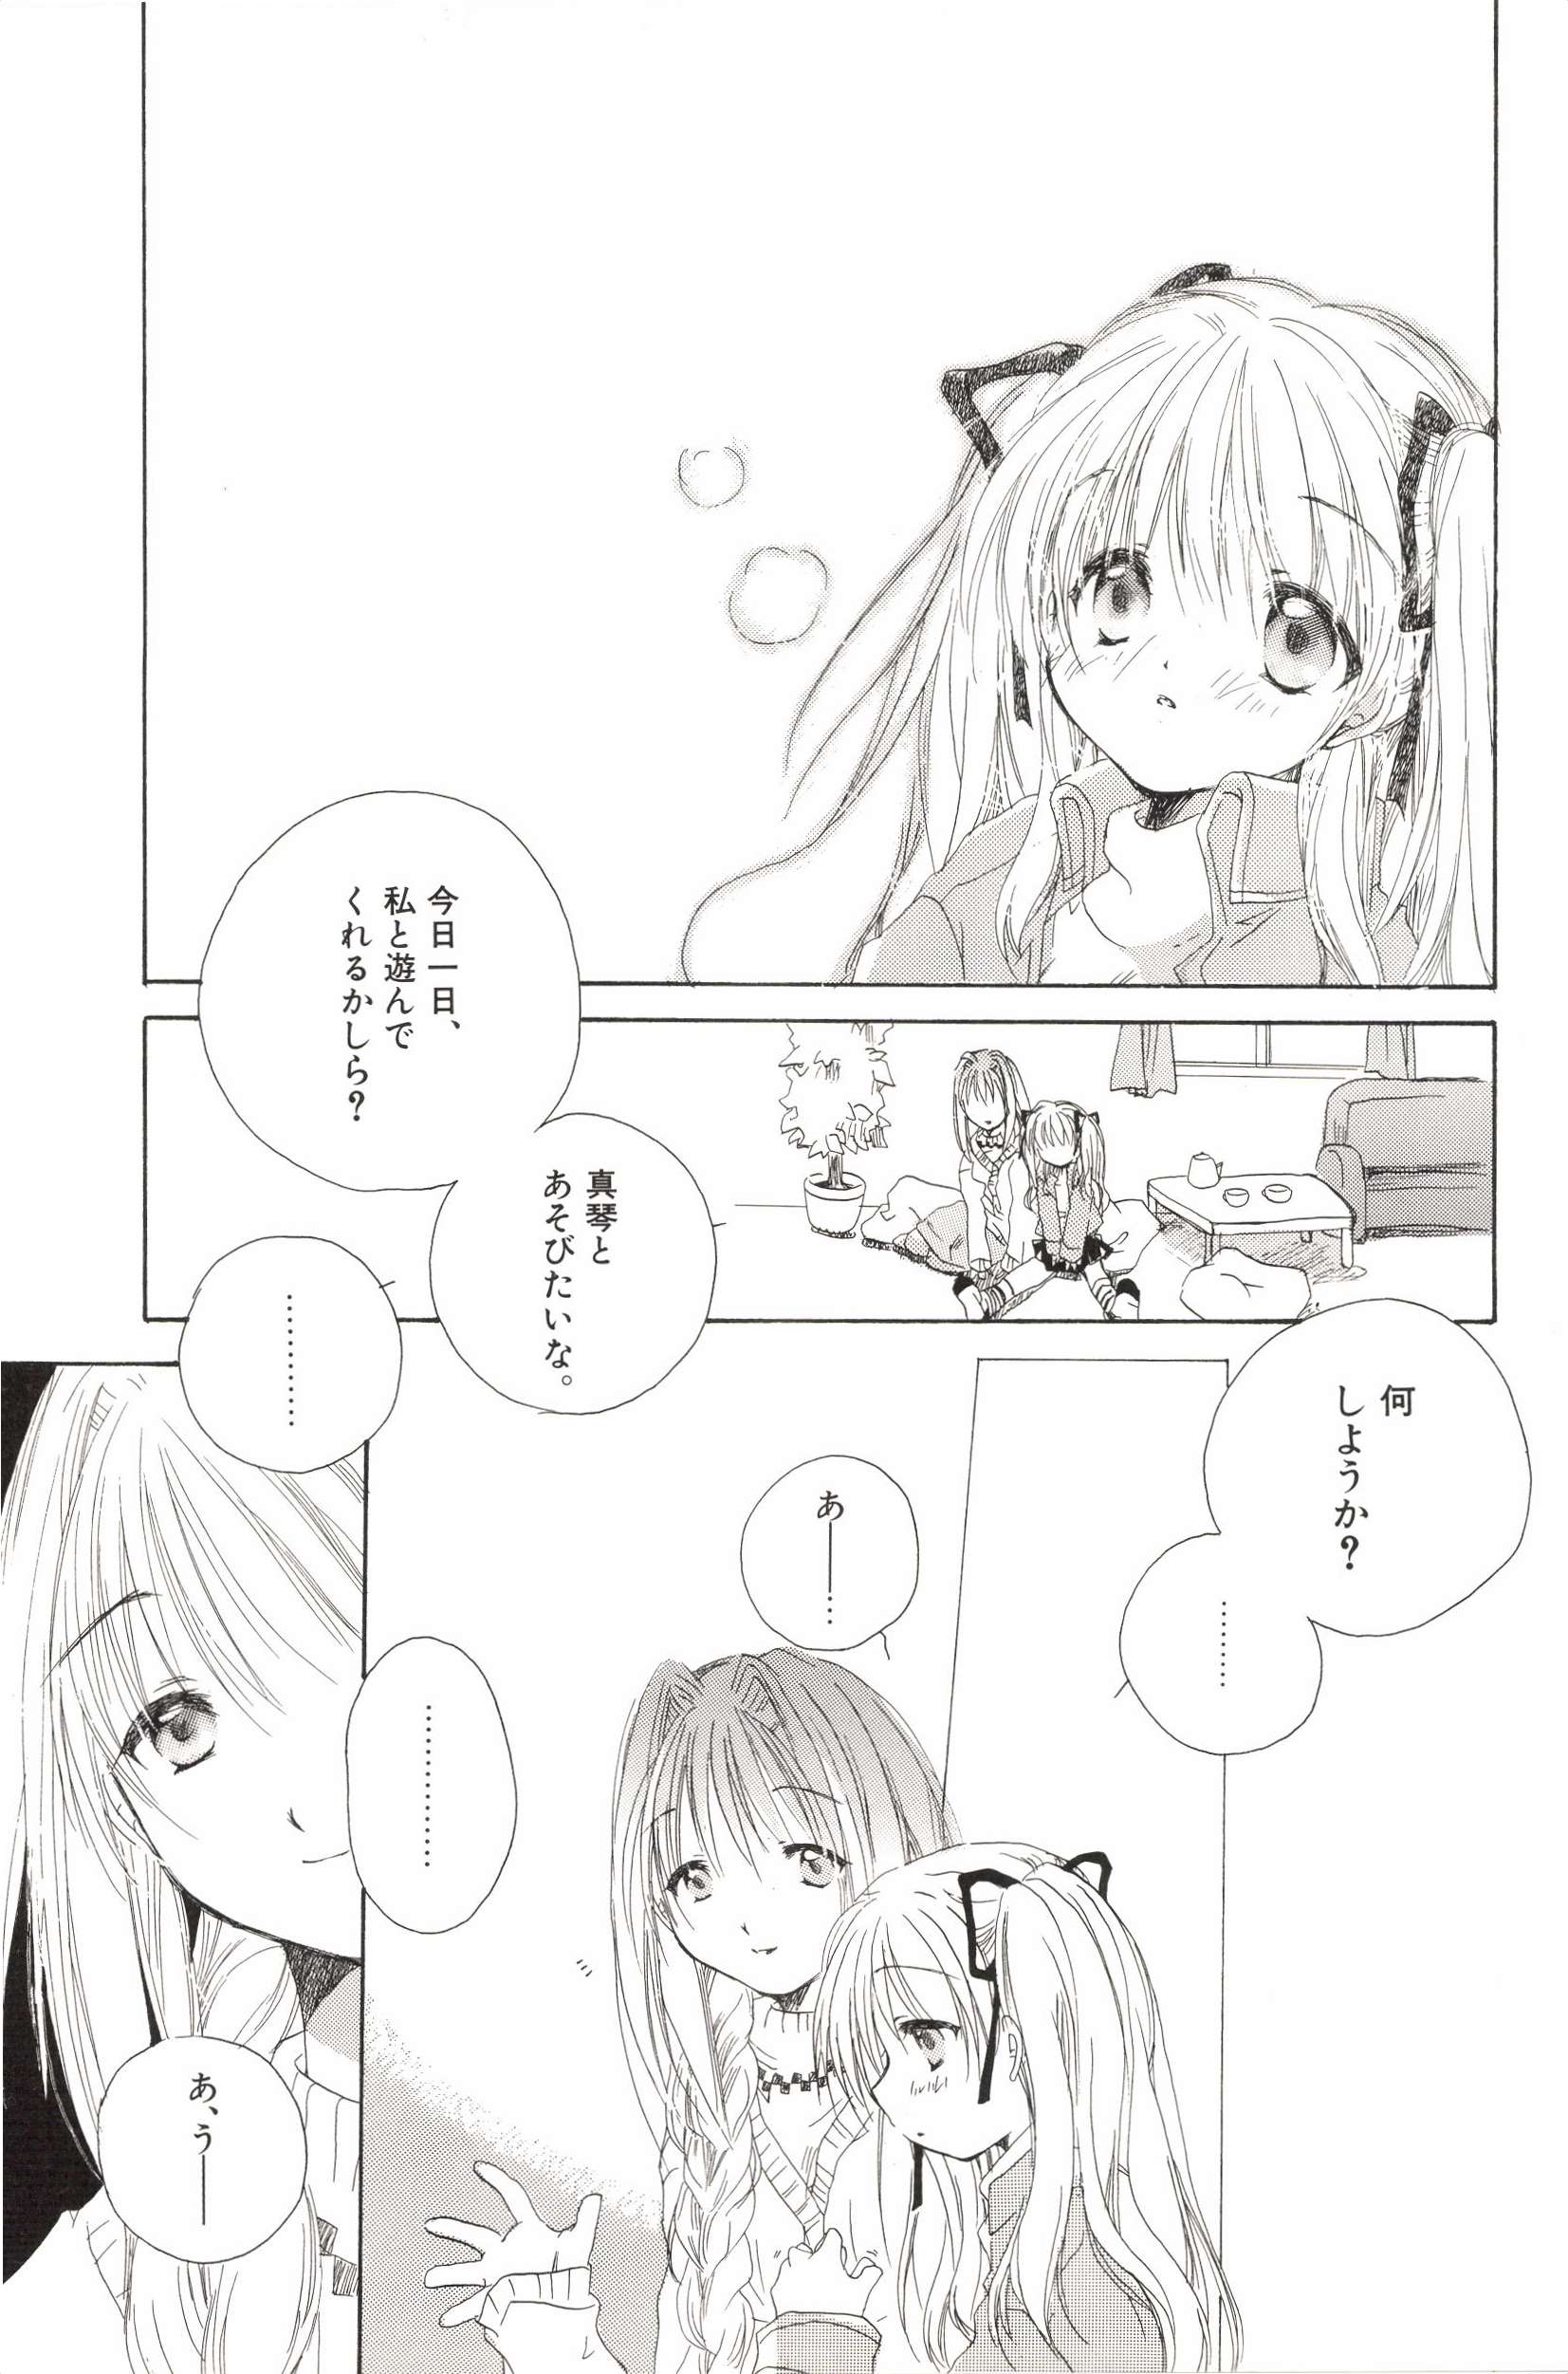 今日一日、
私と遊んで
くれるかしら？
真琴と
あそびたいな。
…………
何
しようか？
………
あ――…
…………
あ、う――